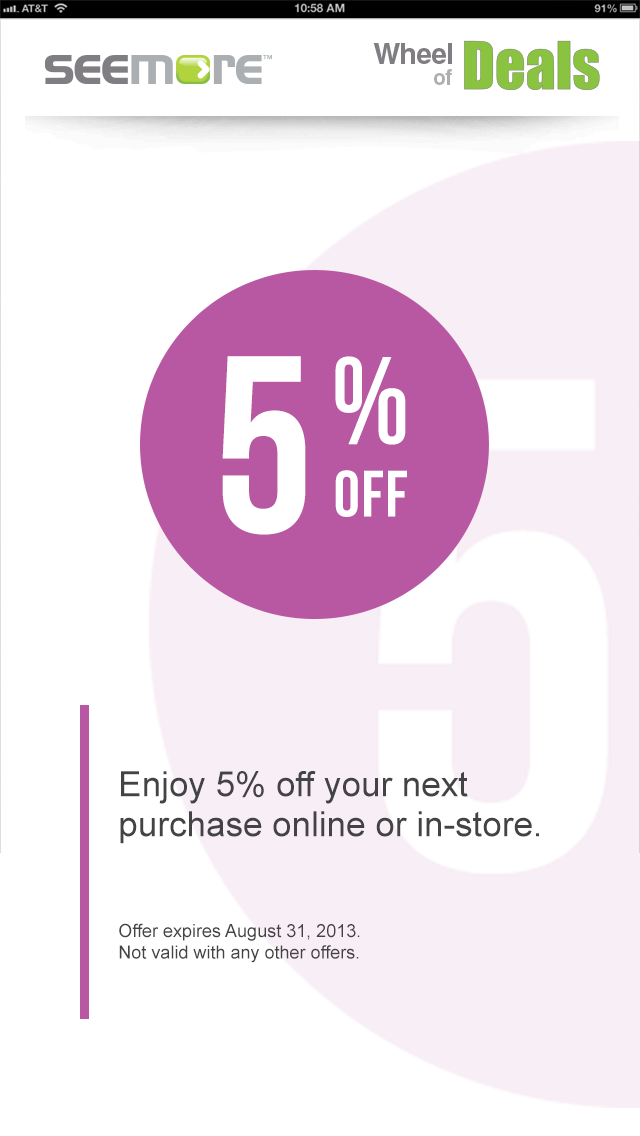 AT&T 10:58 AM 91%
SEEMORE™
Wheel
of Deals
5%
OFF
5
Enjoy 5% off your next
purchase online or in-store.
Offer expires August 31, 2013.
Not valid with any other offers.